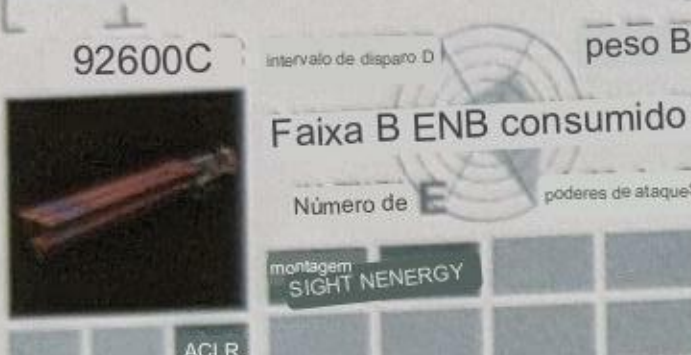 92600C
intervalo de disparo D
peso B
Faixa B ENB consumido
Número de E
poderes de ataque
montagem
SIGHT NENERGY
ACLR